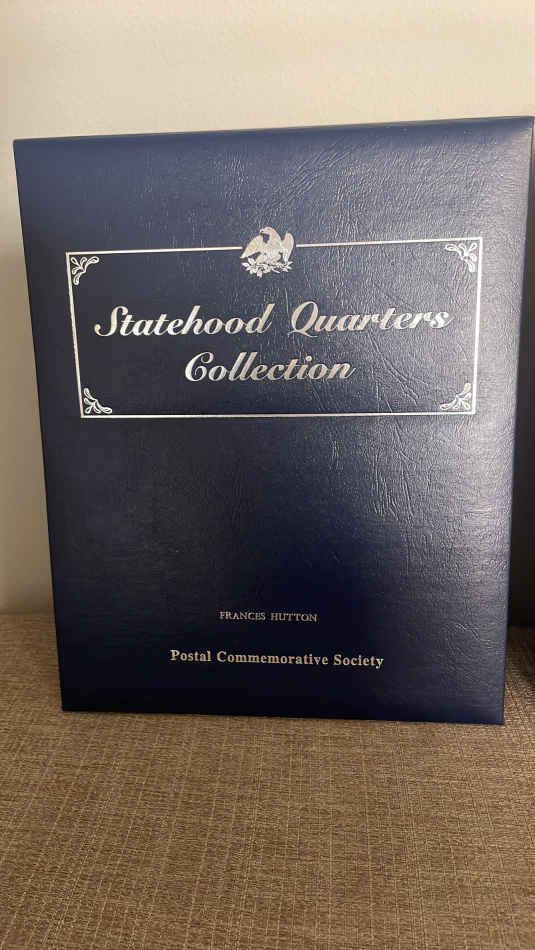 Statehood Quarters
Collection
FRANCES HUTTON
Postal Commemorative Society